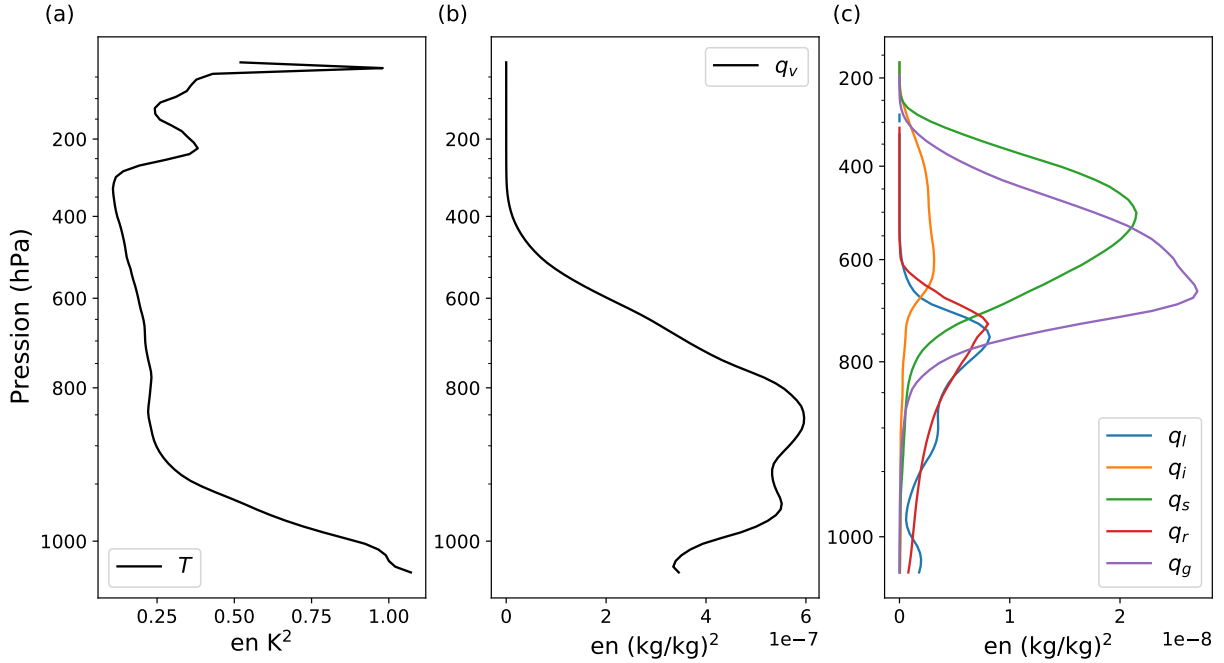 (a)
(b)
(c)
Pression (hPa)
200
400
600
800
1000
T
0.25 0.50 0.75 1.00
en K²
q_v
200
400
600
800
1000
0 2 4 6
1e−7
en (kg/kg)²
200
400
600
800
1000
q_l
q_i
q_s
q_r
q_g
0 1 2
1e−8
en (kg/kg)²